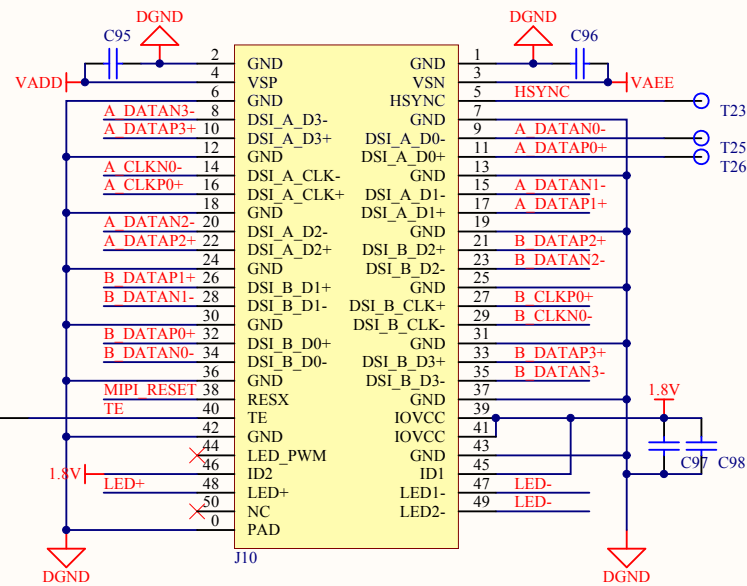 DGND DGND
C95 C96
2 GND GND 1
VADD 4 VSP VSN 3 VAEE
6 GND HSYNC 5 HSYNC T23
A_DATAN3- 8 DSI_A_D3- GND 7
A_DATAP3+ 10 DSI_A_D3+ DSI_A_D0- 9 A_DATAN0- T25
12 GND DSI_A_D0+ 11 A_DATAP0+ T26
A_CLKN0- 14 DSI_A_CLK- GND 13
A_CLKP0+ 16 DSI_A_CLK+ DSI_A_D1- 15 A_DATAN1-
18 GND DSI_A_D1+ 17 A_DATAP1+
A_DATAN2- 20 DSI_A_D2- GND 19
A_DATAP2+ 22 DSI_A_D2+ DSI_B_D2+ 21 B_DATAP2+
24 GND DSI_B_D2- 23 B_DATAN2-
B_DATAP1+ 26 DSI_B_D1+ GND 25
B_DATAN1- 28 DSI_B_D1- DSI_B_CLK+ 27 B_CLKP0+
30 GND DSI_B_CLK- 29 B_CLKN0-
B_DATAP0+ 32 DSI_B_D0+ GND 31
B_DATAN0- 34 DSI_B_D0- DSI_B_D3+ 33 B_DATAP3+
36 GND DSI_B_D3- 35 B_DATAN3-
MIPI_RESET 38 RESX GND 37 1.8V
TE 40 TE IOVCC 39
42 GND IOVCC 41
44 LED_PWM GND 43 C97 C98
1.8V 46 ID2 ID1 45
LED+ 48 LED+ LED1- 47 LED-
50 NC LED2- 49 LED-
0 PAD
J10
DGND DGND